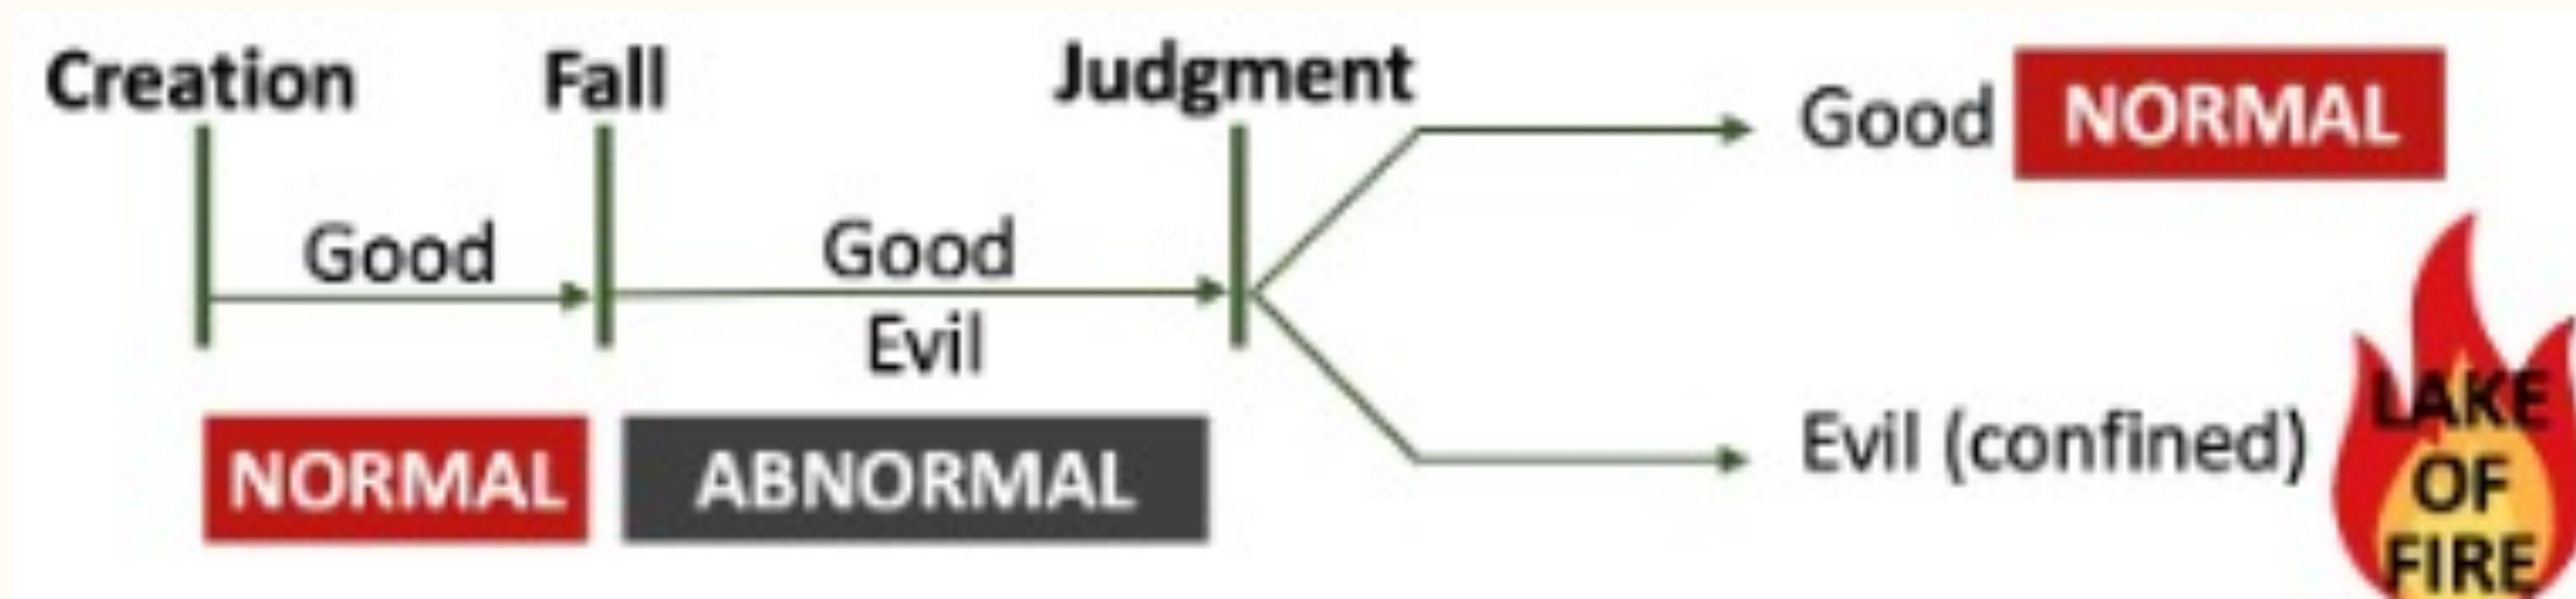 Creation Fall Judgment
Good NORMAL
Good Good
Evil
NORMAL ABNORMAL
Evil (confined)
LAKE
OF
FIRE